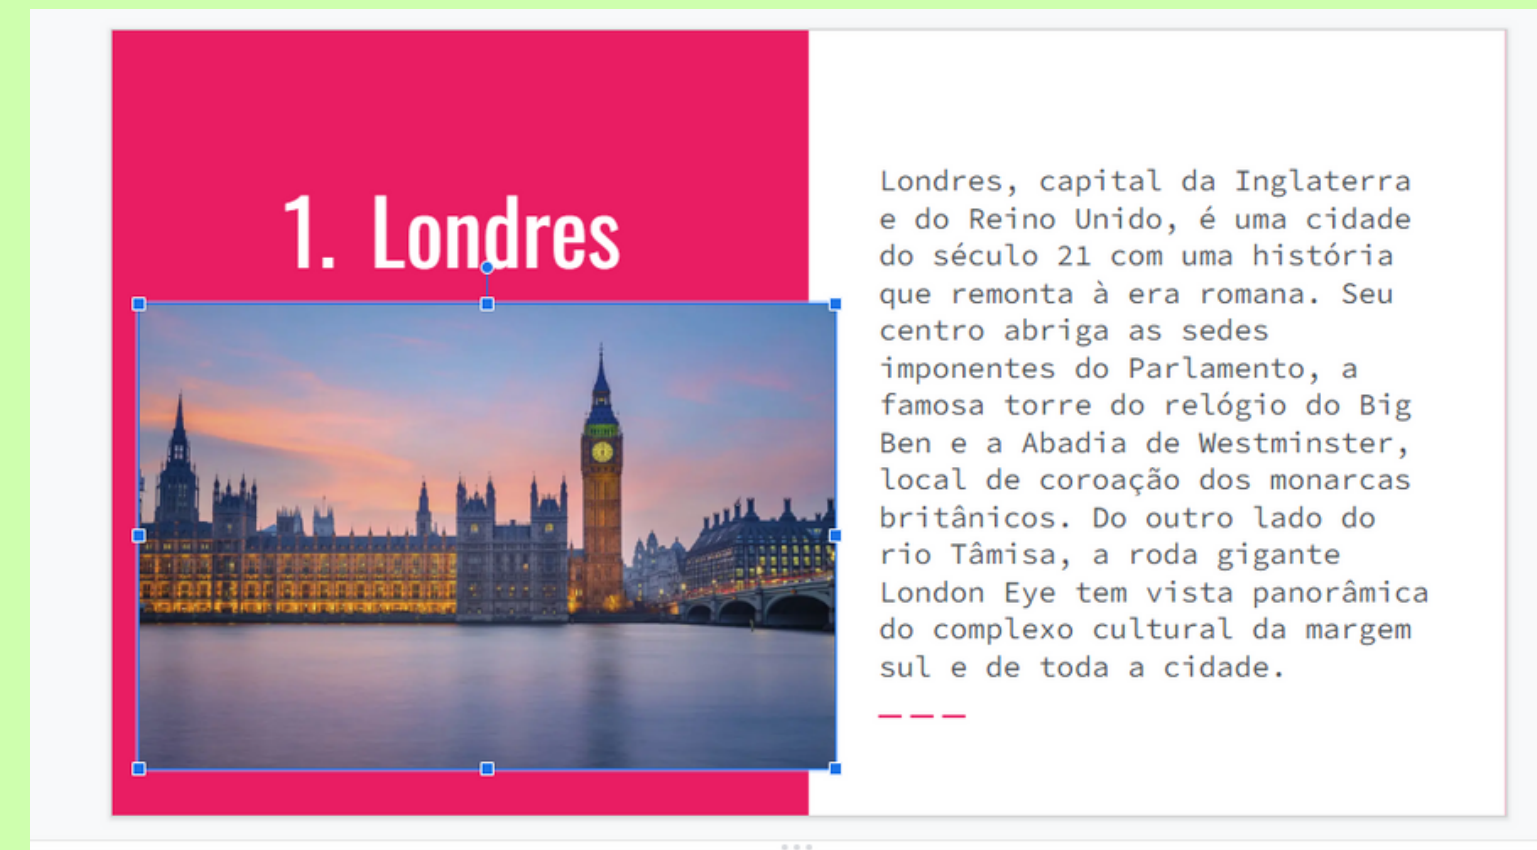 1. Londres
Londres, capital da Inglaterra
e do Reino Unido, é uma cidade
do século 21 com uma história
que remonta à era romana. Seu
centro abriga as sedes
imponentes do Parlamento, a
famosa torre do relógio do Big
Ben e a Abadia de Westminster,
local de coroação dos monarcas
britânicos. Do outro lado do
rio Tâmisa, a roda gigante
London Eye tem vista panorâmica
do complexo cultural da margem
sul e de toda a cidade.